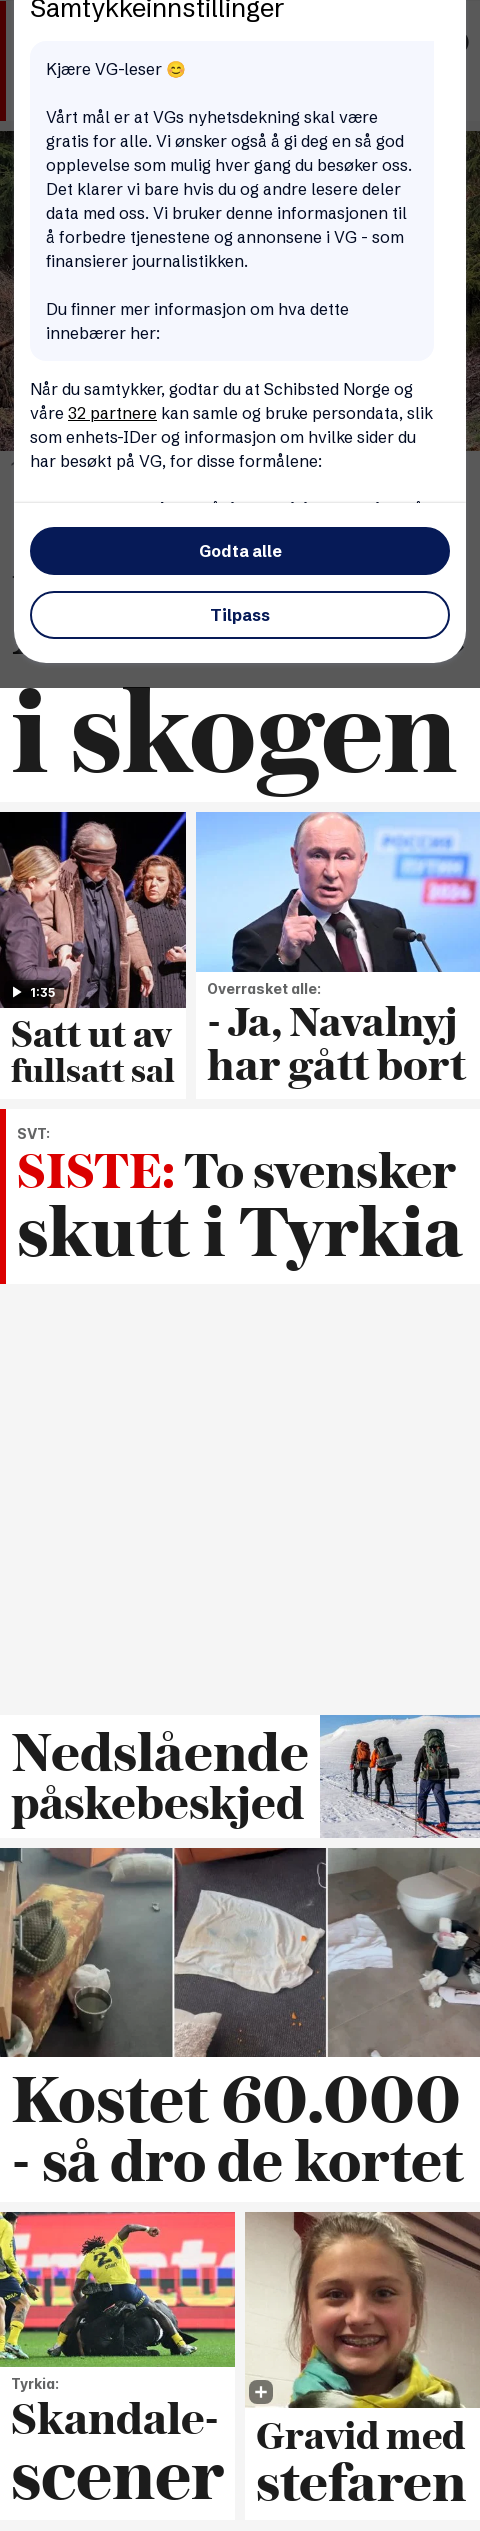 Samtykkeinnstillinger
Kjære VG-leser 😊
Vårt mål er at VGs nyhetsdekning skal være
gratis for alle. Vi ønsker også å gi deg en så god
opplevelse som mulig hver gang du besøker oss.
Det klarer vi bare hvis du og andre lesere deler
data med oss. Vi bruker denne informasjonen til
å forbedre tjenestene og annonsene i VG - som
finansierer journalistikken.
Du finner mer informasjon om hva dette
innebærer her:
Når du samtykker, godtar du at Schibsted Norge og
våre 32 partnere kan samle og bruke persondata, slik
som enhets-IDer og informasjon om hvilke sider du
har besøkt på VG, for disse formålene:
Godta alle
Tilpass
i skogen
РОССИЯ
ПУТИН
2024
1:35
Satt ut av
fullsatt sal
Overrasket alle:
- Ja, Navalnyj
har gått bort
SVT:
SISTE: To svensker
skutt i Tyrkia
Nedslående
påskebeskjed
Kostet 60.000
- så dro de kortet
21
Tyrkia:
Skandale-
scener
Gravid med
stefaren